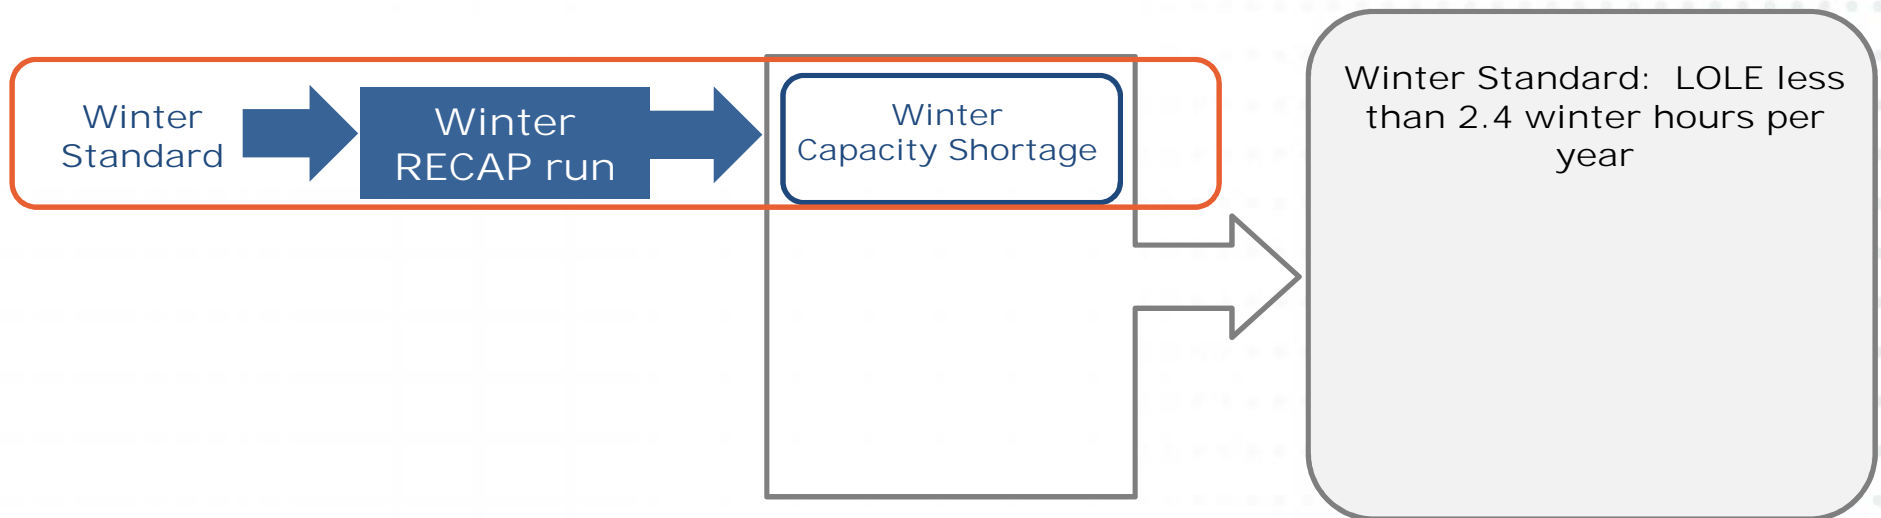 Winter
Standard
Winter
RECAP run
Winter
Capacity Shortage
Winter Standard: LOLE less
than 2.4 winter hours per
year